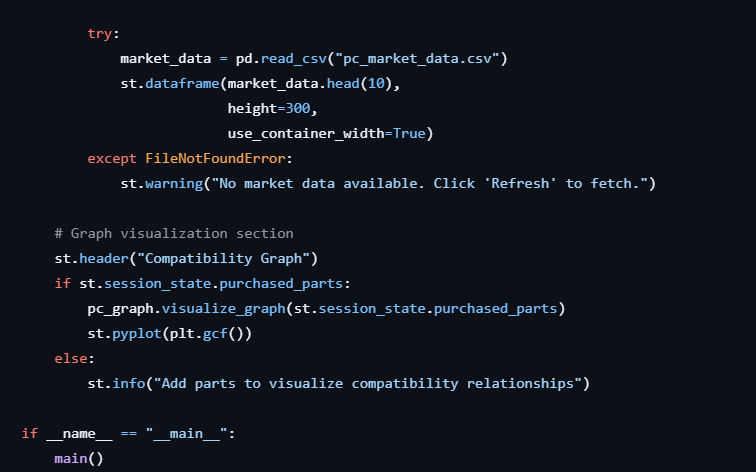 try:
            market_data = pd.read_csv("pc_market_data.csv")
            st.dataframe(market_data.head(10),
                         height=300,
                         use_container_width=True)
        except FileNotFoundError:
            st.warning("No market data available. Click 'Refresh' to fetch.")

    # Graph visualization section
    st.header("Compatibility Graph")
    if st.session_state.purchased_parts:
        pc_graph.visualize_graph(st.session_state.purchased_parts)
        st.pyplot(plt.gcf())
    else:
        st.info("Add parts to visualize compatibility relationships")

if __name__ == "__main__":
    main()